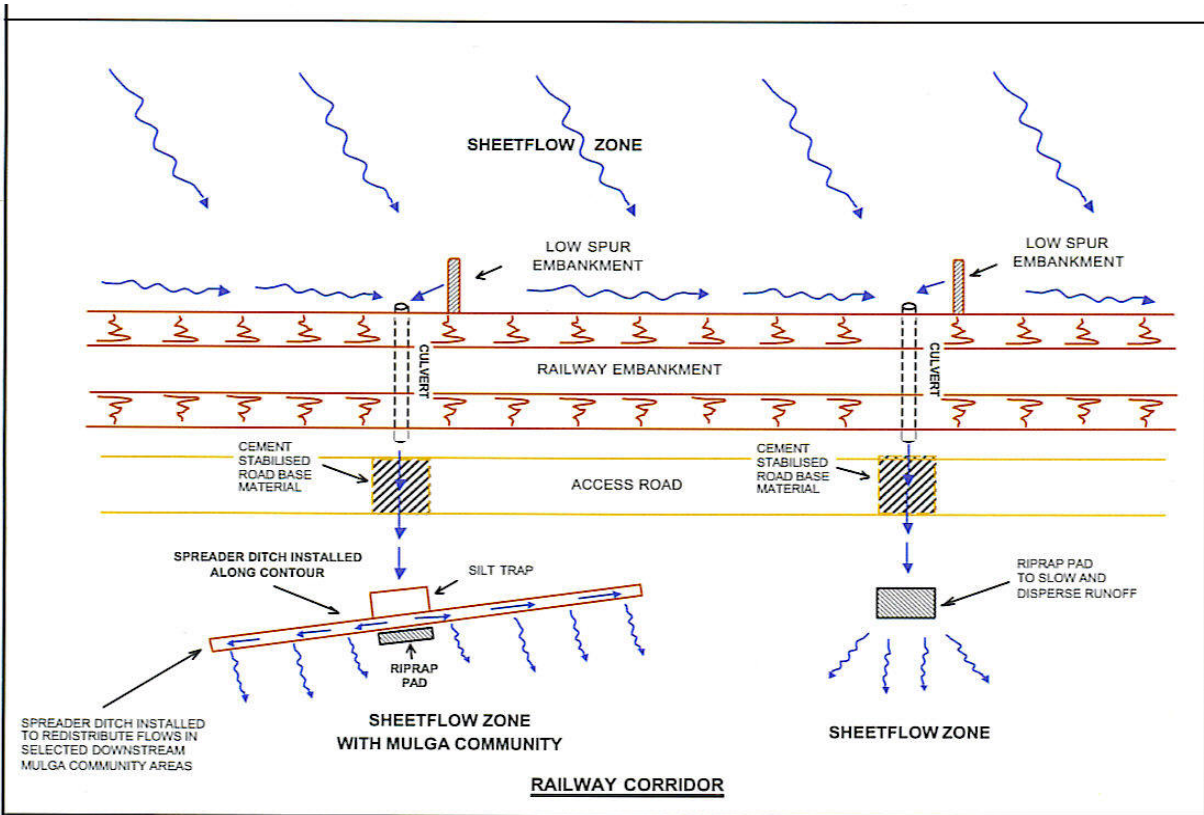 SHEETFLOW ZONE
LOW SPUR
EMBANKMENT
LOW SPUR
EMBANKMENT
CULVERT
RAILWAY EMBANKMENT
CULVERT
CEMENT
STABILISED
ROAD BASE
MATERIAL
ACCESS ROAD
CEMENT
STABILISED
ROAD BASE
MATERIAL
SPREADER DITCH INSTALLED
ALONG CONTOUR
SILT TRAP
RIPRAP PAD
TO SLOW AND
DISPERSE RUNOFF
RIPRAP
PAD
SPREADER DITCH INSTALLED
TO REDISTRIBUTE FLOWS IN
SELECTED DOWNSTREAM
MULGA COMMUNITY AREAS
SHEETFLOW ZONE
WITH MULGA COMMUNITY
SHEETFLOW ZONE
RAILWAY CORRIDOR